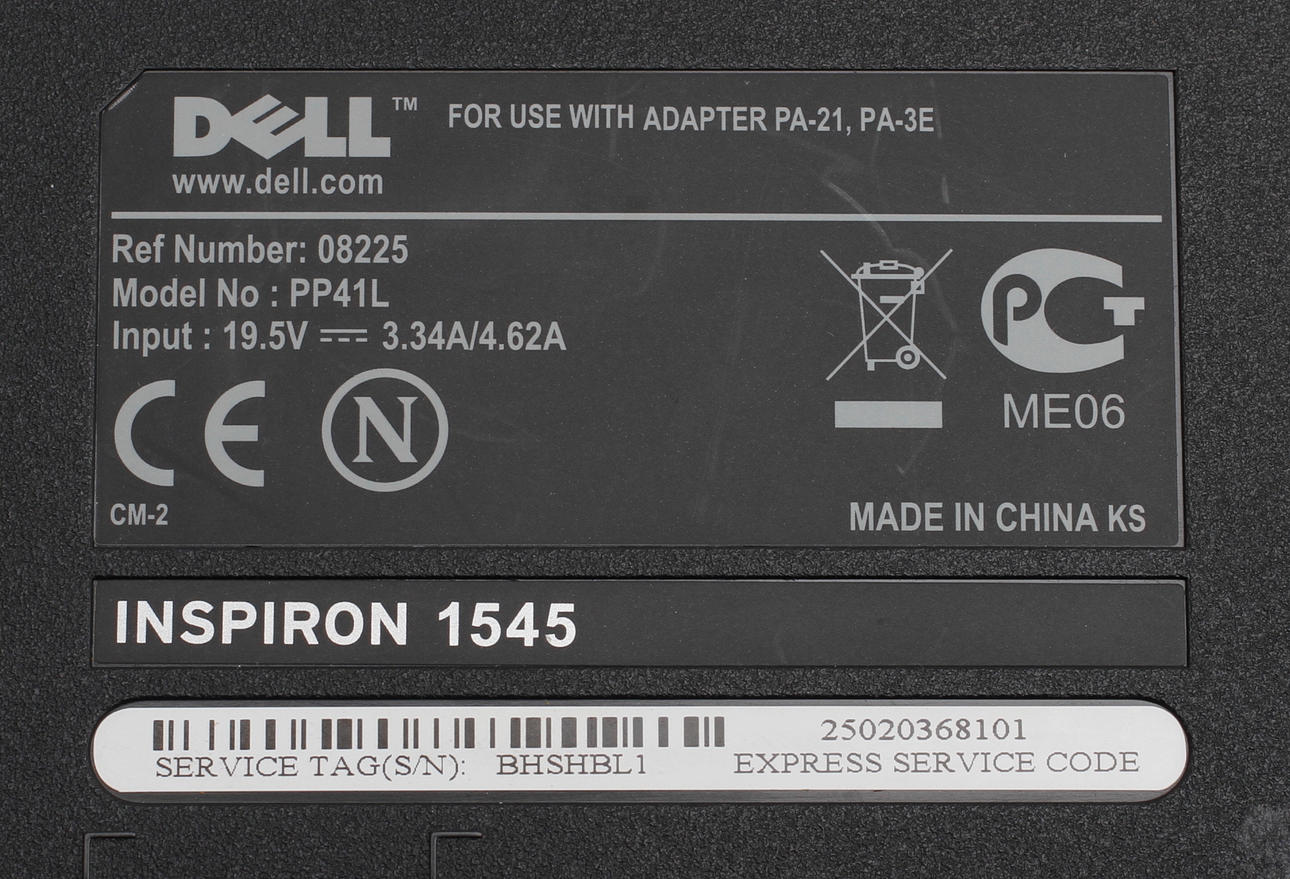 DELL™ FOR USE WITH ADAPTER PA-21, PA-3E
www.dell.com
Ref Number: 08225
Model No : PP41L
Input : 19.5V ⎓ 3.34A/4.62A
CE N
PCT
ME06
CM-2
MADE IN CHINA KS
INSPIRON 1545
25020368101
SERVICE TAG(S/N): BHSHBL1 EXPRESS SERVICE CODE